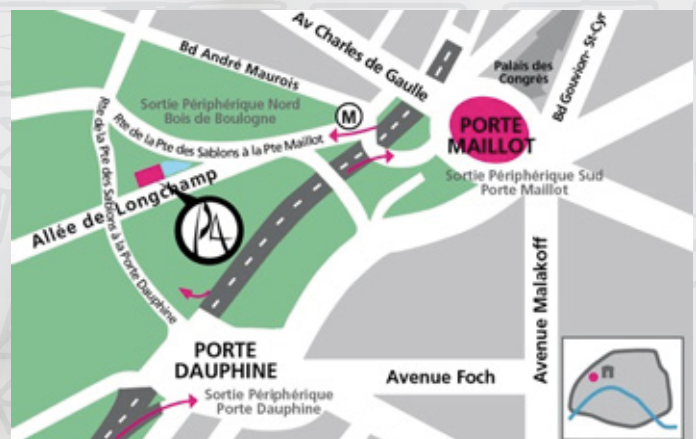 Av Charles de Gaulle
Bd André Maurois
Palais des
Congrès
Bd Gouvion- St-Cyr
Sortie Périphérique Nord
Bois de Boulogne
M
PORTE
MAILLOT
Rte de la Pte des Sablons à la Pte Maillot
Rte de la Pte des Sablons à la Porte Dauphine
Sortie Périphérique Sud
Porte Maillot
Allée de Longchamp
Avenue Malakoff
PORTE
DAUPHINE
Avenue Foch
Sortie Périphérique
Porte Dauphine